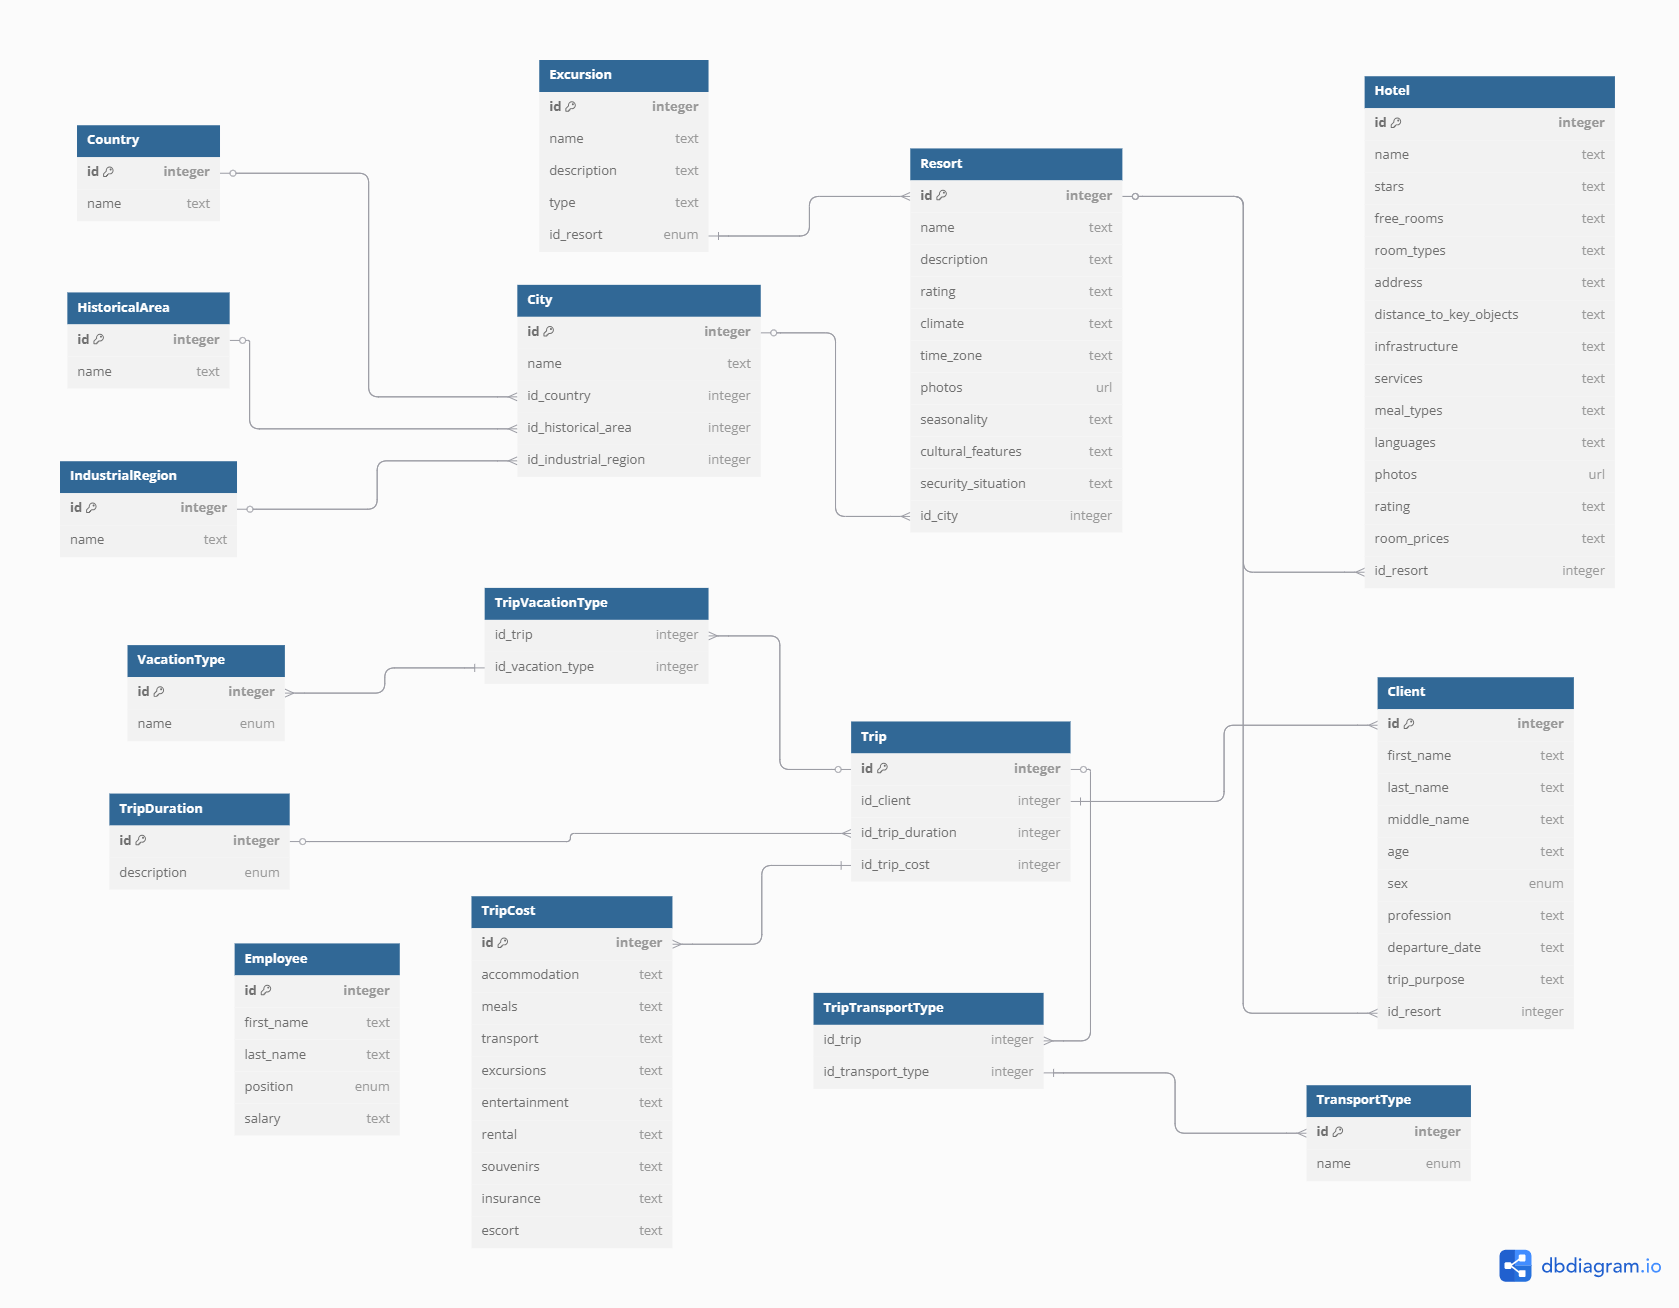 Excursion
id integer
name text
description text
type text
id_resort enum
Hotel
id integer
name text
stars text
free_rooms text
room_types text
address text
distance_to_key_objects text
infrastructure text
services text
meal_types text
languages text
photos url
rating text
room_prices text
id_resort integer
Country
id integer
name text
Resort
id integer
name text
description text
rating text
climate text
time_zone text
photos url
seasonality text
cultural_features text
security_situation text
id_city integer
HistoricalArea
id integer
name text
City
id integer
name text
id_country integer
id_historical_area integer
id_industrial_region integer
IndustrialRegion
id integer
name text
TripVacationType
id_trip integer
id_vacation_type integer
VacationType
id integer
name enum
Client
id integer
first_name text
last_name text
middle_name text
age text
sex enum
profession text
departure_date text
trip_purpose text
id_resort integer
Trip
id integer
id_client integer
id_trip_duration integer
id_trip_cost integer
TripDuration
id integer
description enum
TripCost
id integer
accommodation text
meals text
transport text
excursions text
entertainment text
rental text
souvenirs text
insurance text
escort text
Employee
id integer
first_name text
last_name text
position enum
salary text
TripTransportType
id_trip integer
id_transport_type integer
TransportType
id integer
name enum
dbdiagram.io